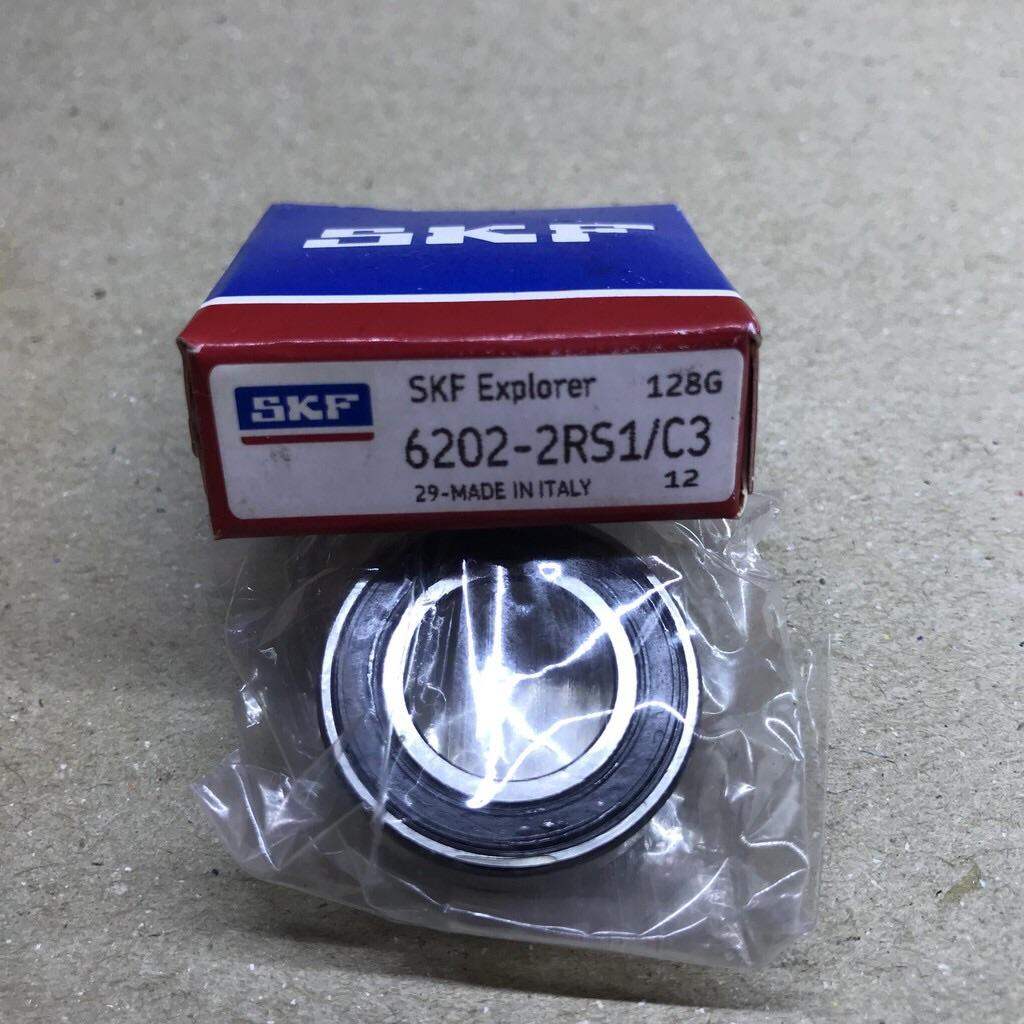 SKF
SKF
SKF Explorer 128G
6202-2RS1/C3
29-MADE IN ITALY 12